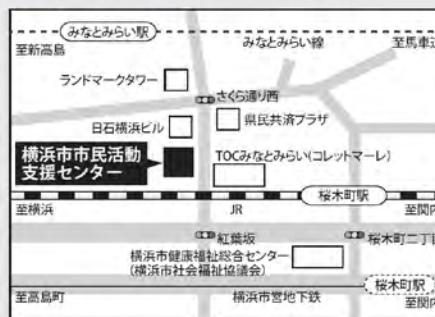 みなとみらい駅
至新高島
みなとみらい線
至馬車道
ランドマークタワー
さくら通り西
日石横浜ビル
県民共済プラザ
横浜市市民活動
支援センター
TOCみなとみらい(コレットマーレ)
桜木町駅
至横浜
JR
至関内
紅葉坂
桜木町二丁目
横浜市健康福祉総合センター
(横浜市社会福祉協議会)
桜木町駅
至高島町
横浜市営地下鉄
至関内